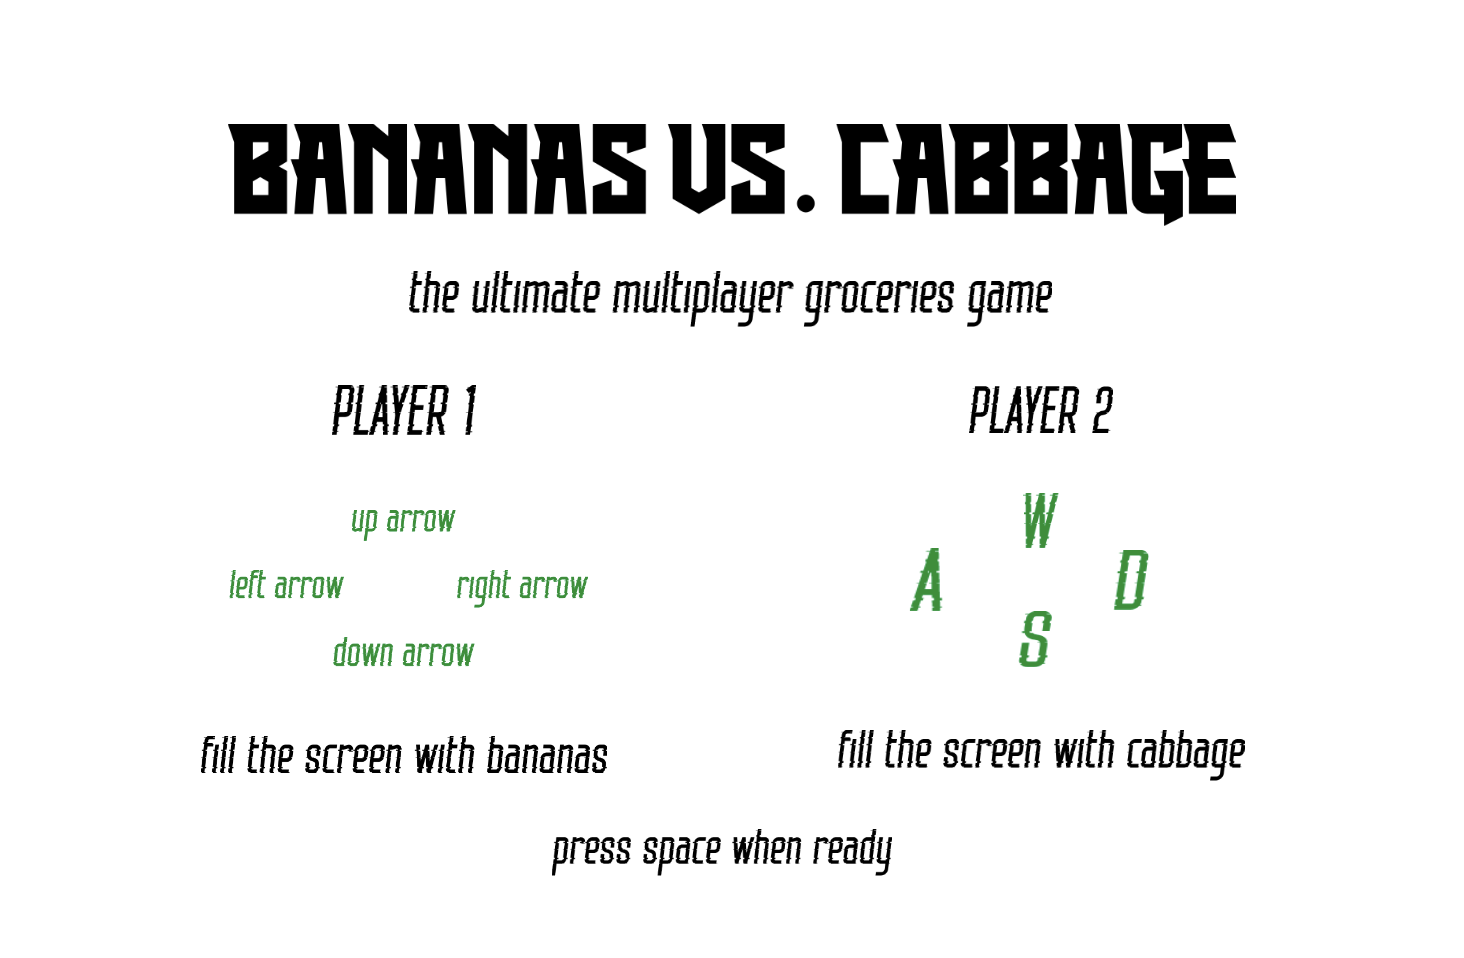 BANANAS VS. CABBAGE
the ultimate multiplayer groceries game
PLAYER 1
up arrow
left arrow right arrow
down arrow
fill the screen with bananas
PLAYER 2
W
A D
S
fill the screen with cabbage
press space when ready